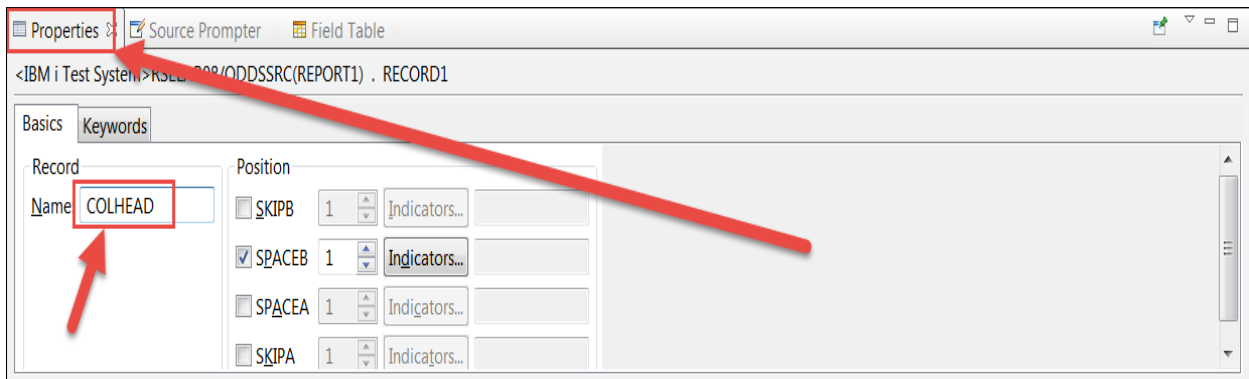 Properties Source Prompter Field Table
<IBM i Test System> /QDDSSRC(REPORT1) . RECORD1
Basics Keywords
Record Position
Name COLHEAD SKIPB 1 Indicators...
SPACEB 1 Indicators...
SPACEA 1 Indicators...
SKIPA 1 Indicators...